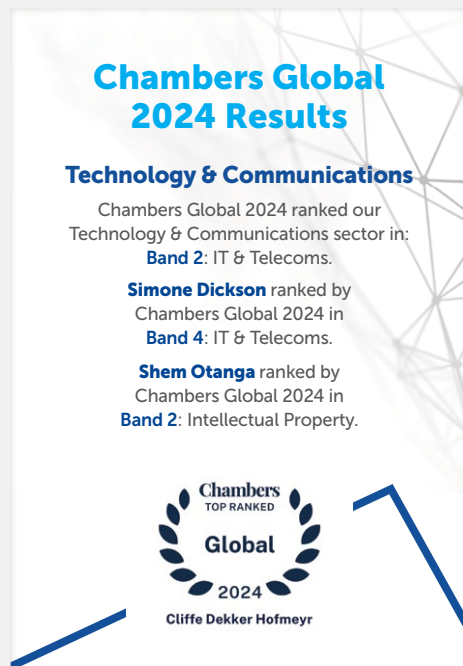 Chambers Global
2024 Results
Technology & Communications
Chambers Global 2024 ranked our
Technology & Communications sector in:
Band 2: IT & Telecoms.
Simone Dickson ranked by
Chambers Global 2024 in
Band 4: IT & Telecoms.
Shem Otanga ranked by
Chambers Global 2024 in
Band 2: Intellectual Property.
Chambers
TOP RANKED
Global
2024
Cliffe Dekker Hofmeyr